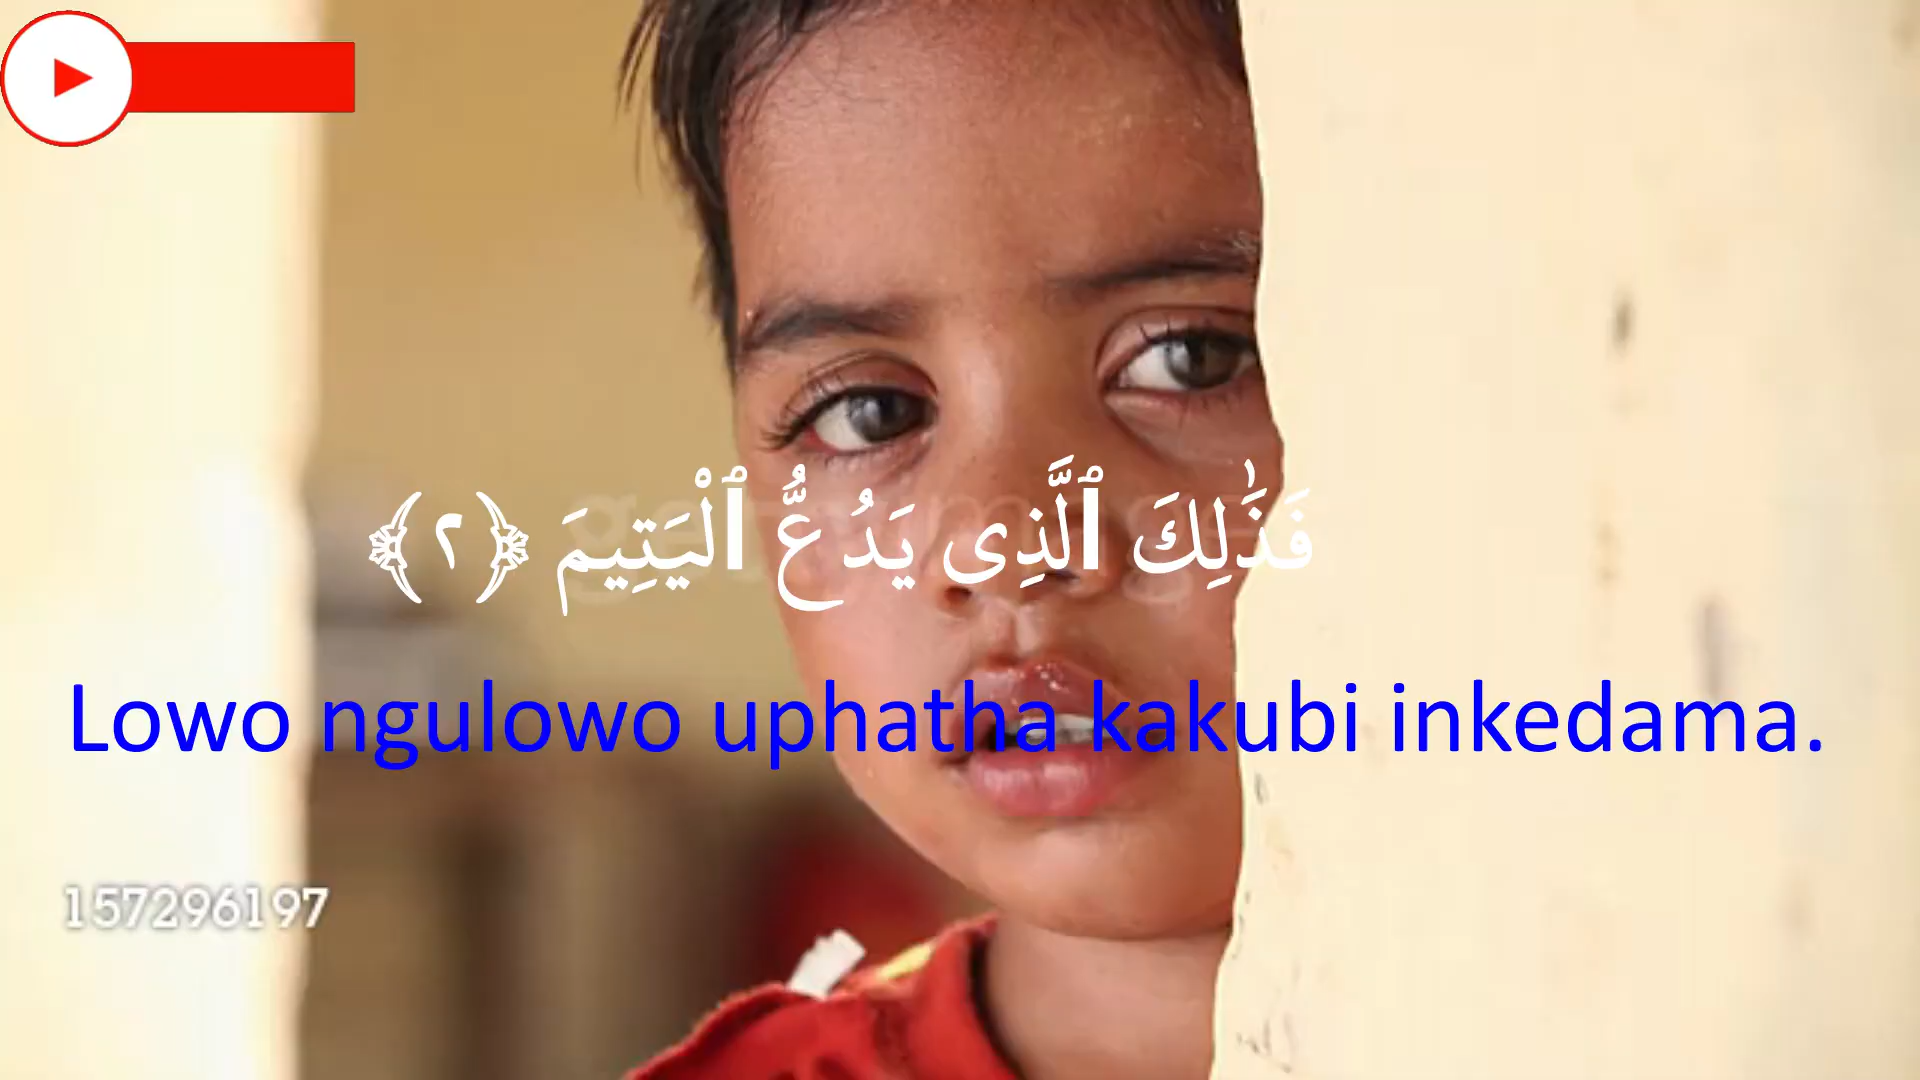 فَذَٰلِكَ ٱلَّذِى يَدُعُّ ٱلْيَتِيمَ ﴿٢﴾
Lowo ngulowo uphatha kakubi inkedama.
157296197